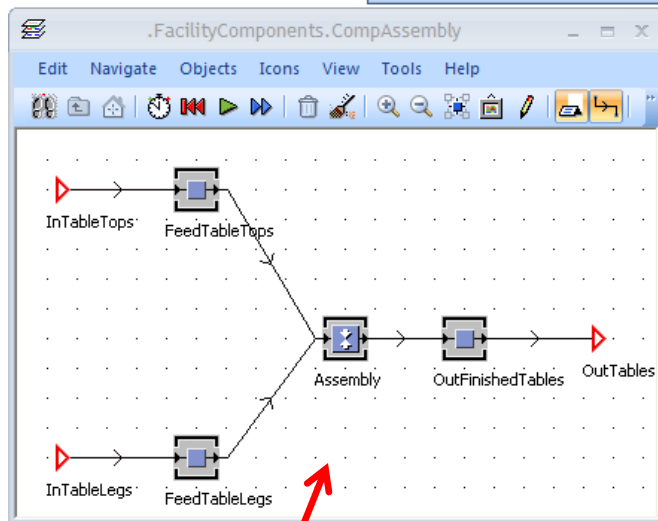 .FacilityComponents.CompAssembly
Edit Navigate Objects Icons View Tools Help
InTableTops
FeedTableTops
Assembly
OutFinishedTables
OutTables
InTableLegs
FeedTableLegs